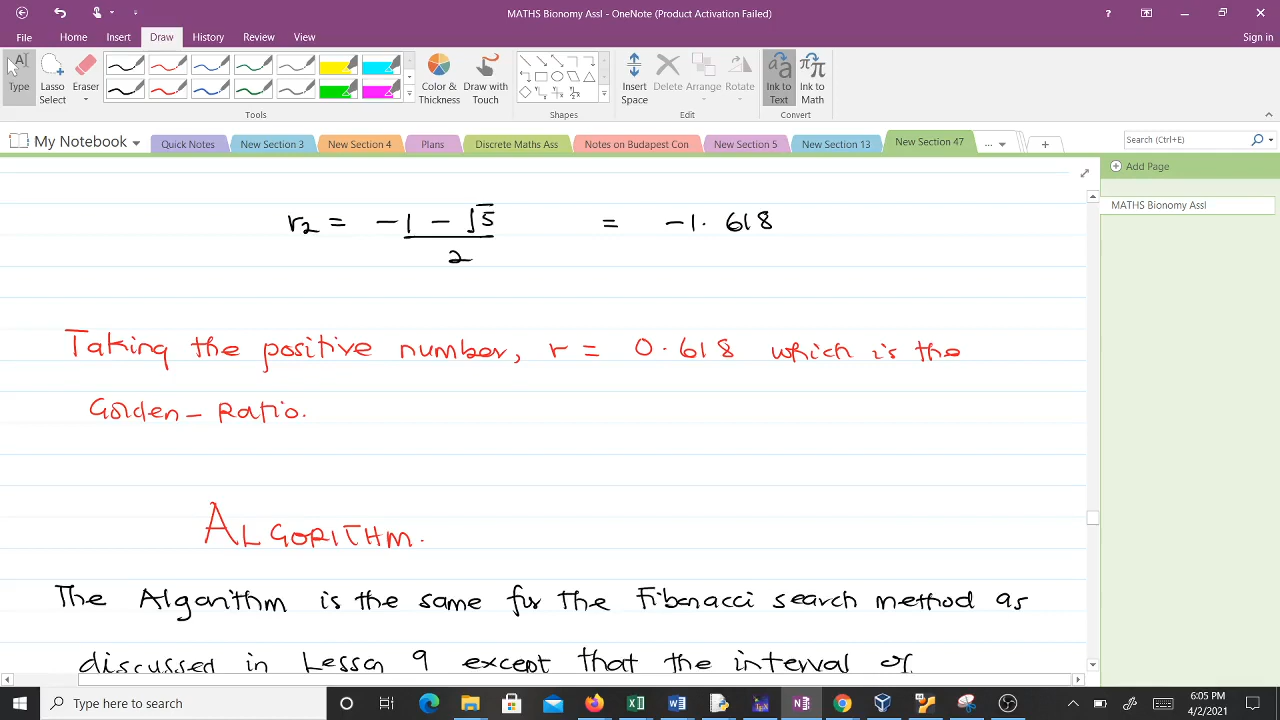 MATHS Bionomy Assl - OneNote (Product Activation Failed)
File Home Insert Draw History Review View Sign in
Type Lasso Select Eraser Color & Thickness Draw with Touch Insert Space Delete Arrange Rotate Ink to Text Ink to Math
Tools Shapes Edit Convert
My Notebook Quick Notes New Section 3 New Section 4 Plans Discrete Maths Ass Notes on Budapest Con New Section 5 New Section 13 New Section 47 ... Search (Ctrl+E)
Add Page
MATHS Bionomy Assl
r2 = -1 - √5 / 2 = -1.618
Taking the positive number, r = 0.618 which is the
Golden-Ratio.
ALGORITHM.
The Algorithm is the same for the Fibonacci search method as
discussed in Lesson 9 except that the interval of
Type here to search
6:05 PM
4/2/2021